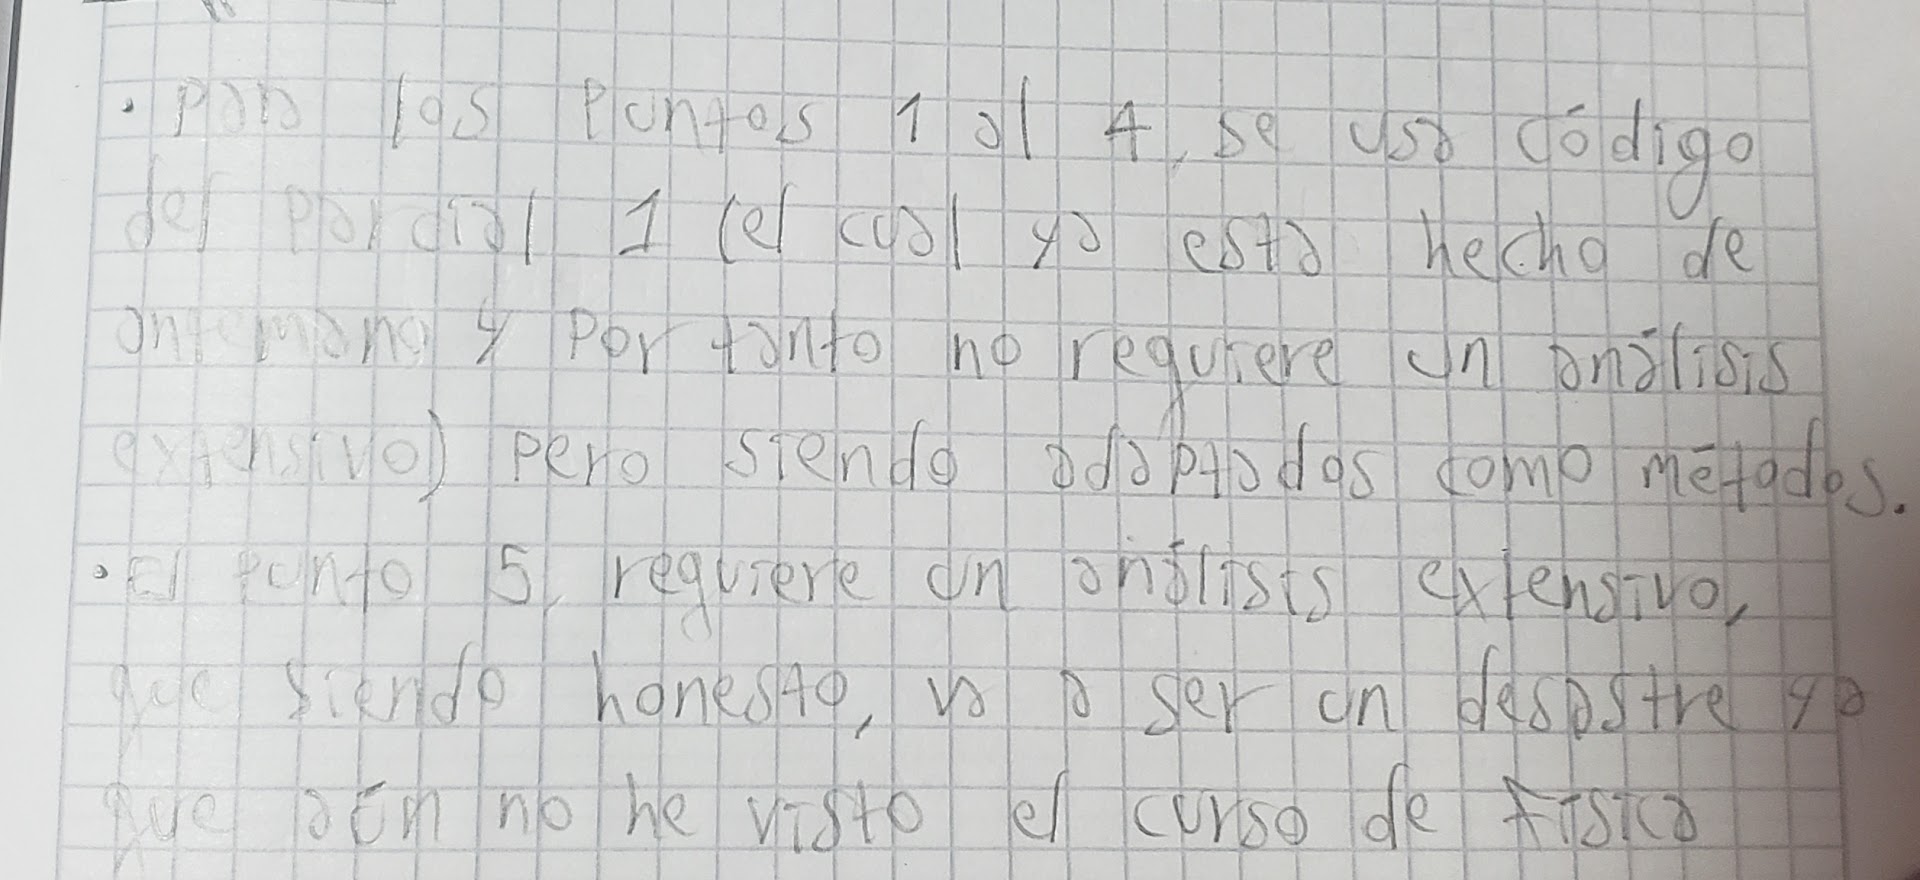 • Para los puntos 1 al 4, se usa código
del parcial 1 (el cual ya esta hecho de
antemano y por tanto no requiere un análisis
extensivo) pero siendo adaptados como métodos.
• El punto 5, requiere un análisis extensivo,
que siendo honesto, va a ser un desastre ya
que aún no he visto el curso de física